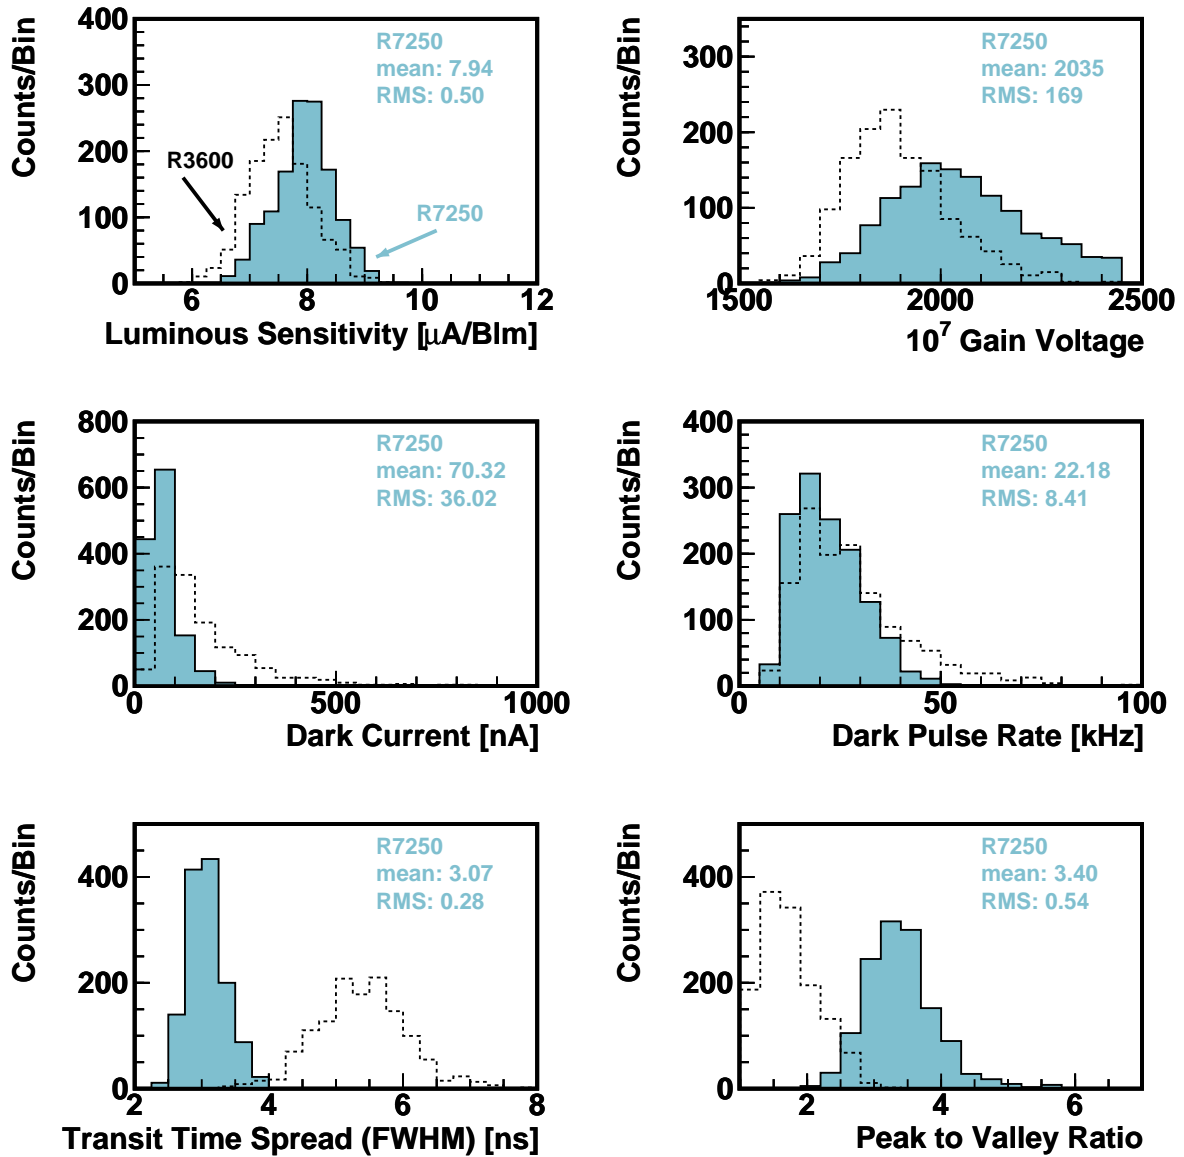 Counts/Bin
400
300
200
100
0
6
8
10
12
Luminous Sensitivity [μA/Blm]
R7250
mean: 7.94
RMS: 0.50
R3600
R7250
Counts/Bin
300
200
100
0
1500
2000
2500
10⁷ Gain Voltage
R7250
mean: 2035
RMS: 169
Counts/Bin
800
600
400
200
0
0
500
1000
Dark Current [nA]
R7250
mean: 70.32
RMS: 36.02
Counts/Bin
400
300
200
100
0
0
50
100
Dark Pulse Rate [kHz]
R7250
mean: 22.18
RMS: 8.41
Counts/Bin
400
200
0
2
4
6
8
Transit Time Spread (FWHM) [ns]
R7250
mean: 3.07
RMS: 0.28
Counts/Bin
400
200
0
2
4
6
Peak to Valley Ratio
R7250
mean: 3.40
RMS: 0.54